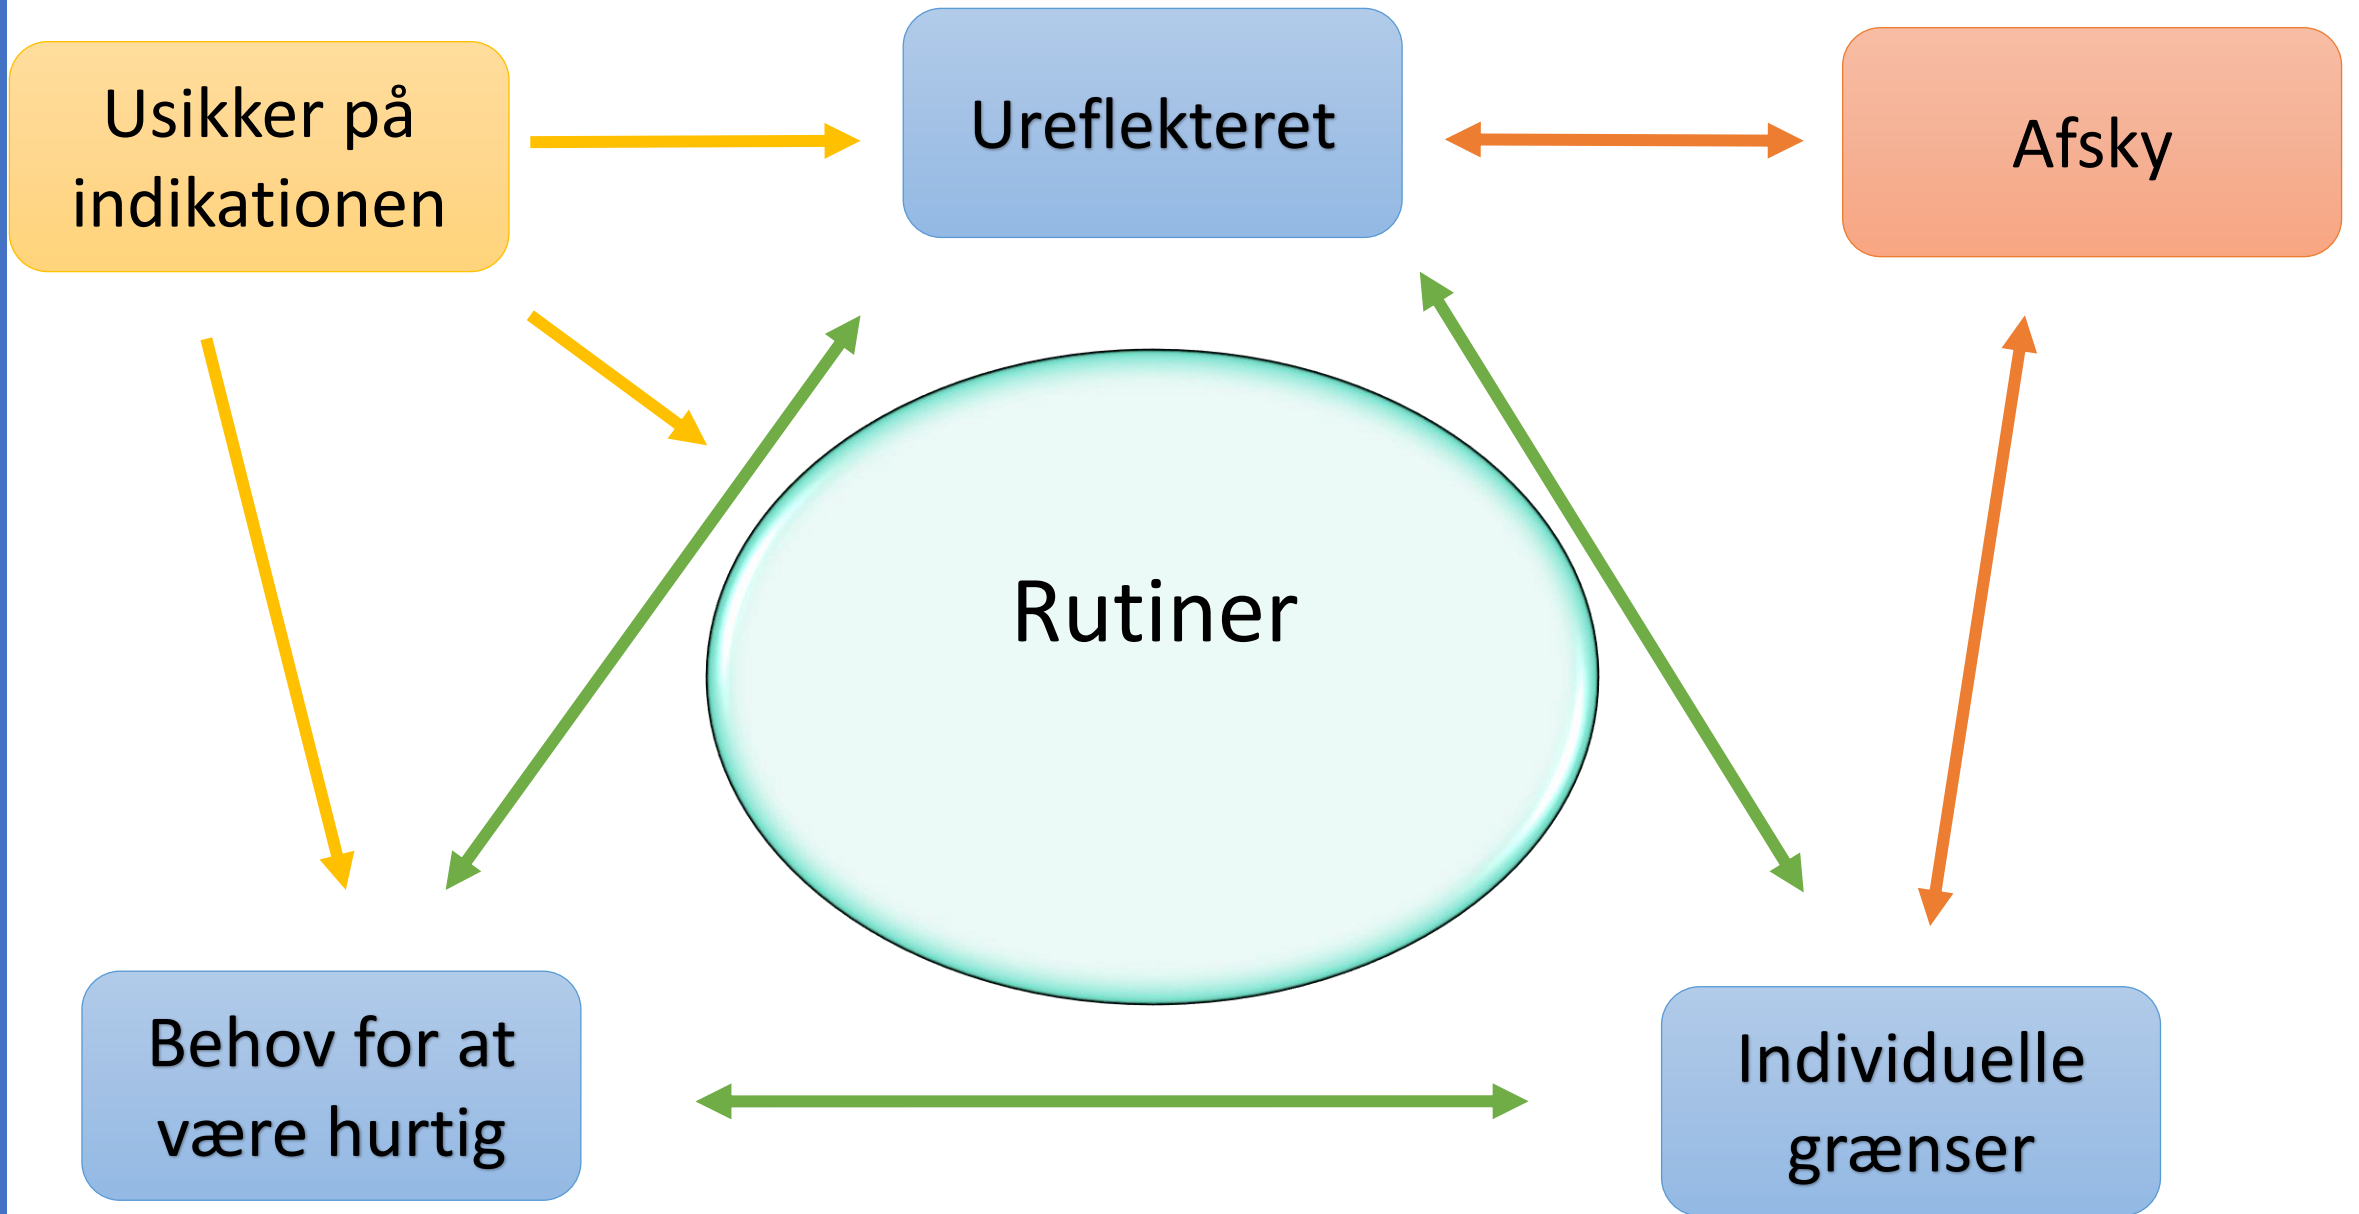 Usikker på
indikationen
Ureflekteret
Afsky
Rutiner
Behov for at
være hurtig
Individuelle
grænser